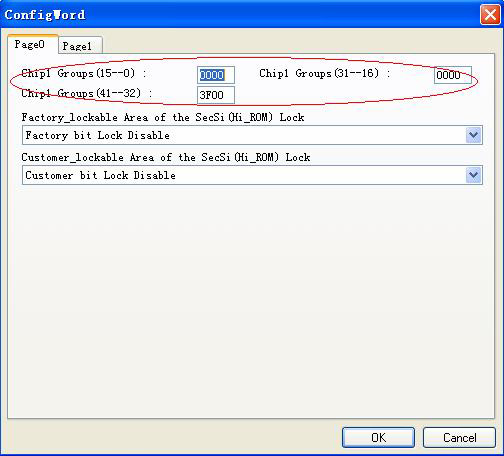 ConfigWord
Page0 Page1
Chip1 Groups(15--0) : 0000 Chip1 Groups(31--16) : 0000
Chip1 Groups(41--32) : 3F00
Factory_lockable Area of the SecSi(Hi_ROM) Lock
Factory bit Lock Disable
Customer_lockable Area of the SecSi(Hi_ROM) Lock
Customer bit Lock Disable
OK Cancel